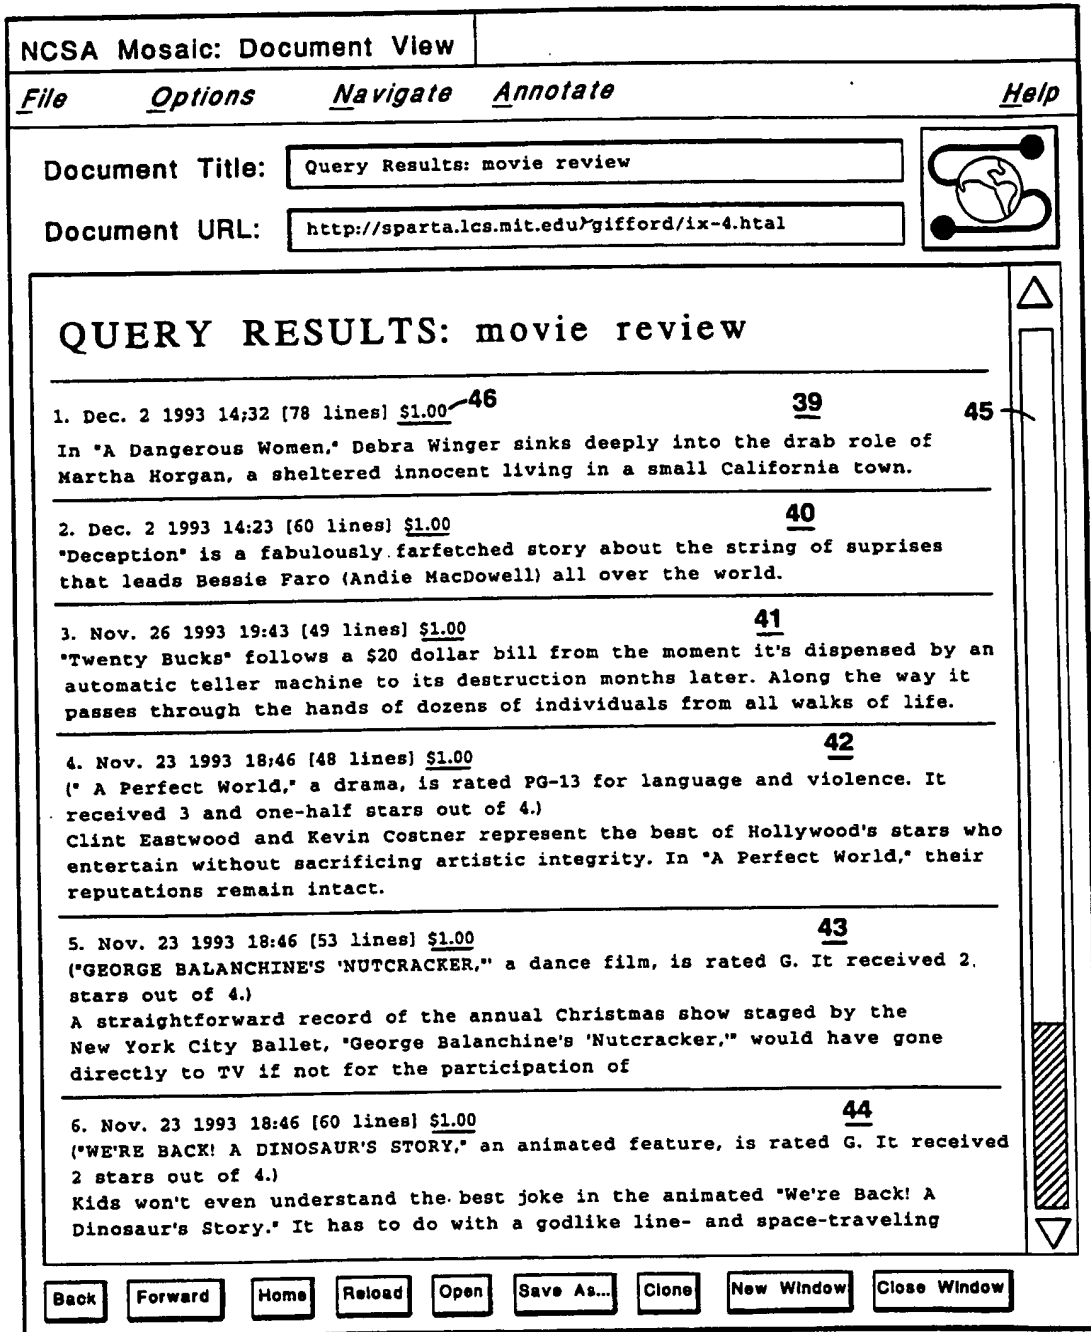 NCSA Mosaic: Document View
File Options Navigate Annotate Help
Document Title: Query Results: movie review
Document URL: http://sparta.lcs.mit.edu/~gifford/ix-4.htal
QUERY RESULTS: movie review
1. Dec. 2 1993 14;32 [78 lines] $1.00 46 39 45
In "A Dangerous Women," Debra Winger sinks deeply into the drab role of
Martha Horgan, a sheltered innocent living in a small California town.
2. Dec. 2 1993 14:23 [60 lines] $1.00 40
"Deception" is a fabulously farfetched story about the string of suprises
that leads Bessie Faro (Andie MacDowell) all over the world.
3. Nov. 26 1993 19:43 [49 lines] $1.00 41
"Twenty Bucks" follows a $20 dollar bill from the moment it's dispensed by an
automatic teller machine to its destruction months later. Along the way it
passes through the hands of dozens of individuals from all walks of life.
4. Nov. 23 1993 18;46 [48 lines] $1.00 42
(" A Perfect World," a drama, is rated PG-13 for language and violence. It
received 3 and one-half stars out of 4.)
Clint Eastwood and Kevin Costner represent the best of Hollywood's stars who
entertain without sacrificing artistic integrity. In "A Perfect World," their
reputations remain intact.
5. Nov. 23 1993 18:46 [53 lines] $1.00 43
("GEORGE BALANCHINE'S 'NUTCRACKER,'" a dance film, is rated G. It received 2
stars out of 4.)
A straightforward record of the annual Christmas show staged by the
New York City Ballet, "George Balanchine's 'Nutcracker,'" would have gone
directly to TV if not for the participation of
6. Nov. 23 1993 18:46 [60 lines] $1.00 44
("WE'RE BACK! A DINOSAUR'S STORY," an animated feature, is rated G. It received
2 stars out of 4.)
Kids won't even understand the best joke in the animated "We're Back! A
Dinosaur's Story." It has to do with a godlike line- and space-traveling
Back Forward Home Reload Open Save As... Clone New Window Close Window